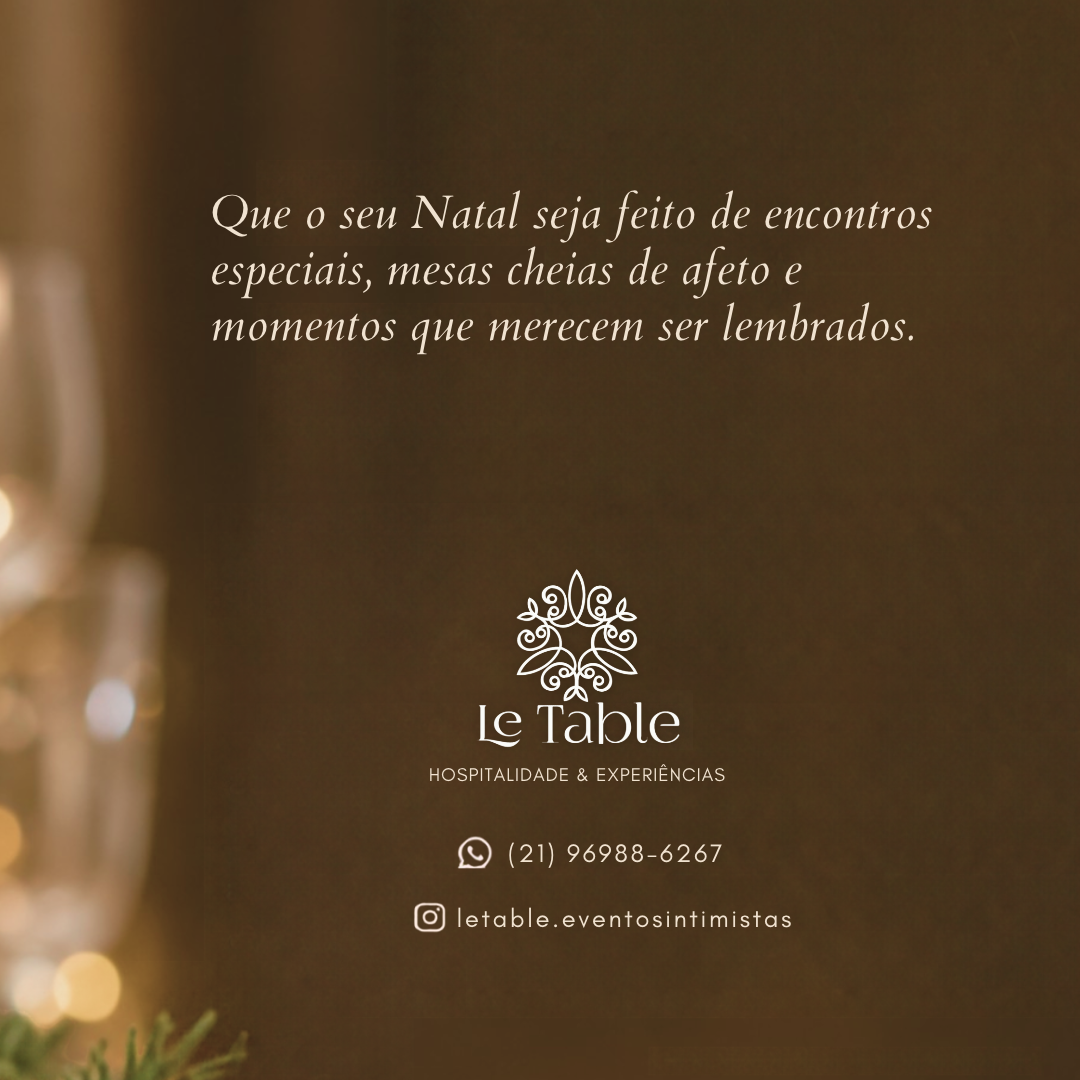 Que o seu Natal seja feito de encontros
especiais, mesas cheias de afeto e
momentos que merecem ser lembrados.
Le Table
HOSPITALIDADE & EXPERIÊNCIAS
(21) 96988-6267
letable.eventosintimistas